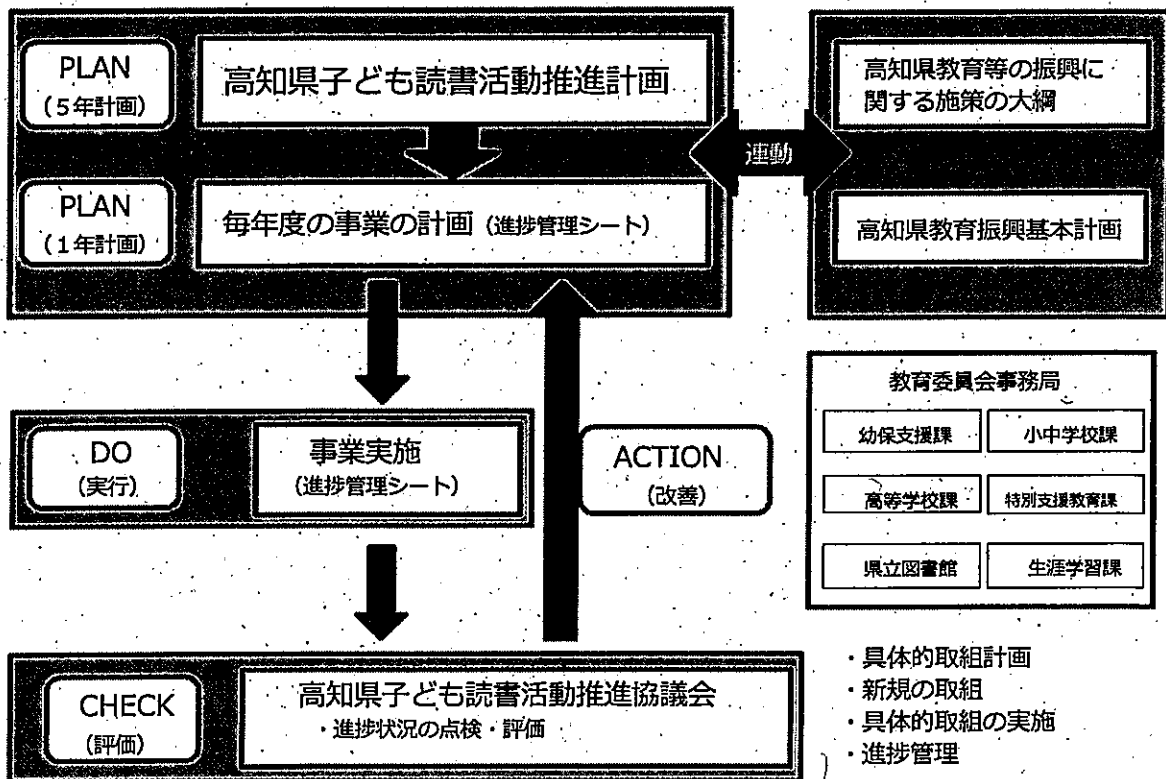 PLAN
(5年計画)
高知県子ども読書活動推進計画
PLAN
(1年計画)
毎年度の事業の計画(進捗管理シート)
連動
高知県教育等の振興に
関する施策の大綱
高知県教育振興基本計画
DO
(実行)
事業実施
(進捗管理シート)
ACTION
(改善)
CHECK
(評価)
高知県子ども読書活動推進協議会
・進捗状況の点検・評価
教育委員会事務局
幼保支援課
小中学校課
高等学校課
特別支援教育課
県立図書館
生涯学習課
・具体的取組計画
・新規の取組
・具体的取組の実施
・進捗管理